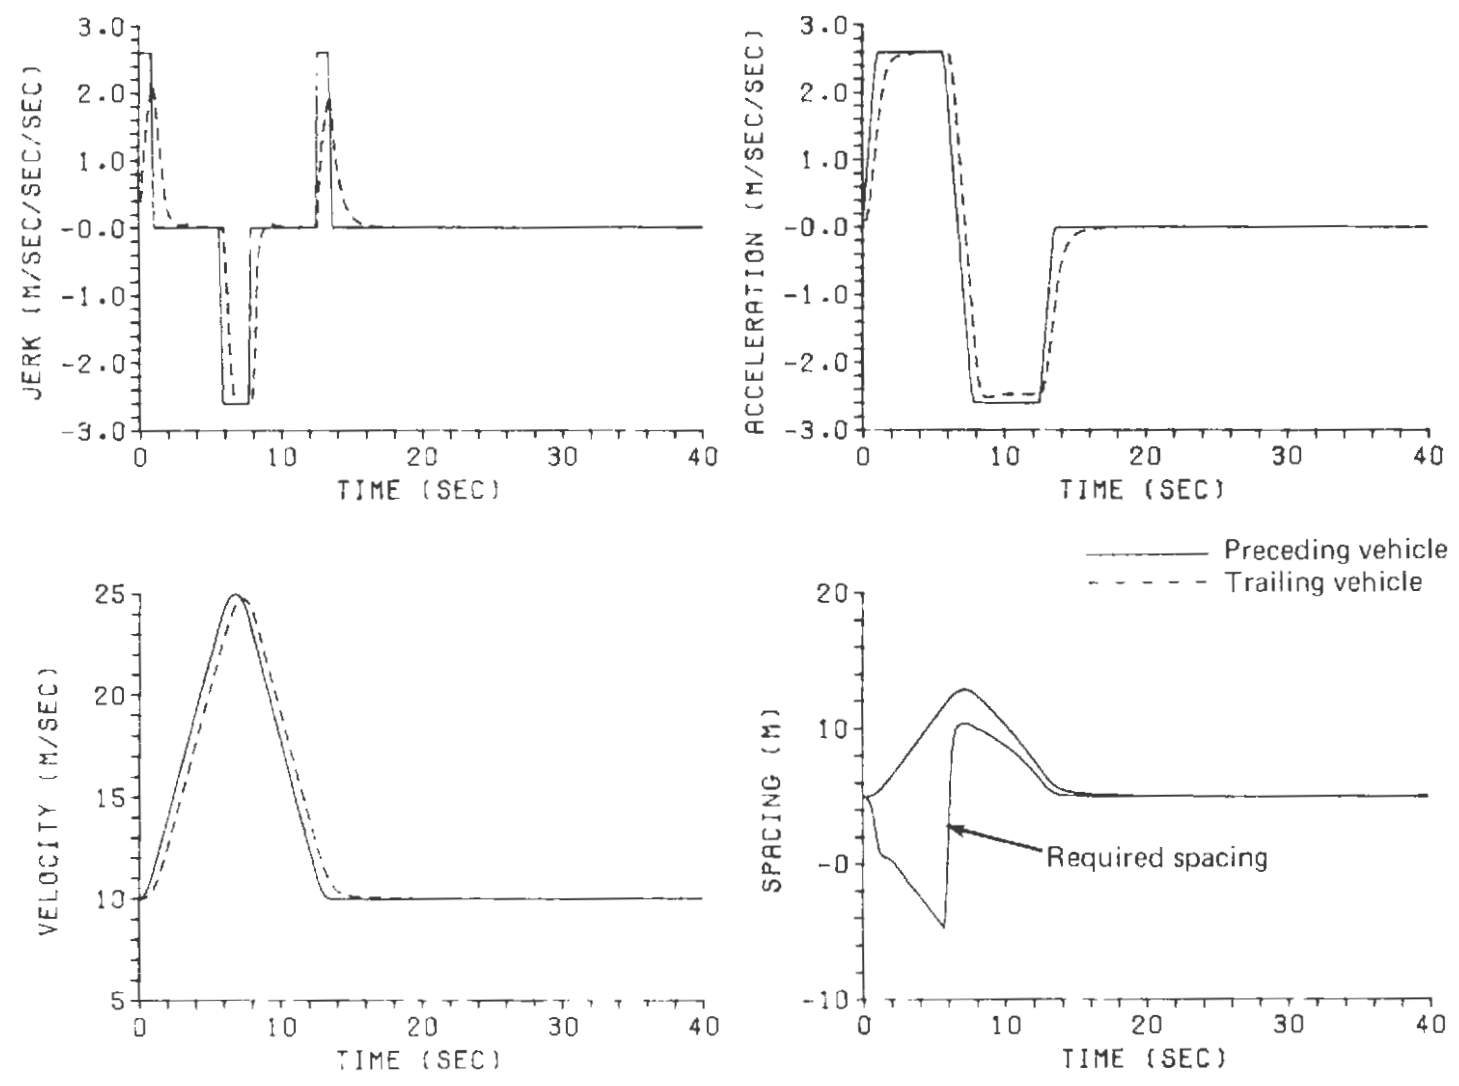 JERK (M/SEC/SEC/SEC)
3.0
2.0
1.0
-0.0
-1.0
-2.0
-3.0
0 10 20 30 40
TIME (SEC)
ACCELERATION (M/SEC/SEC)
3.0
2.0
1.0
-0.0
-1.0
-2.0
-3.0
0 10 20 30 40
TIME (SEC)
Preceding vehicle
Trailing vehicle
VELOCITY (M/SEC)
25
20
15
10
5
0 10 20 30 40
TIME (SEC)
SPACING (M)
20
10
-0
-10
Required spacing
0 10 20 30 40
TIME (SEC)